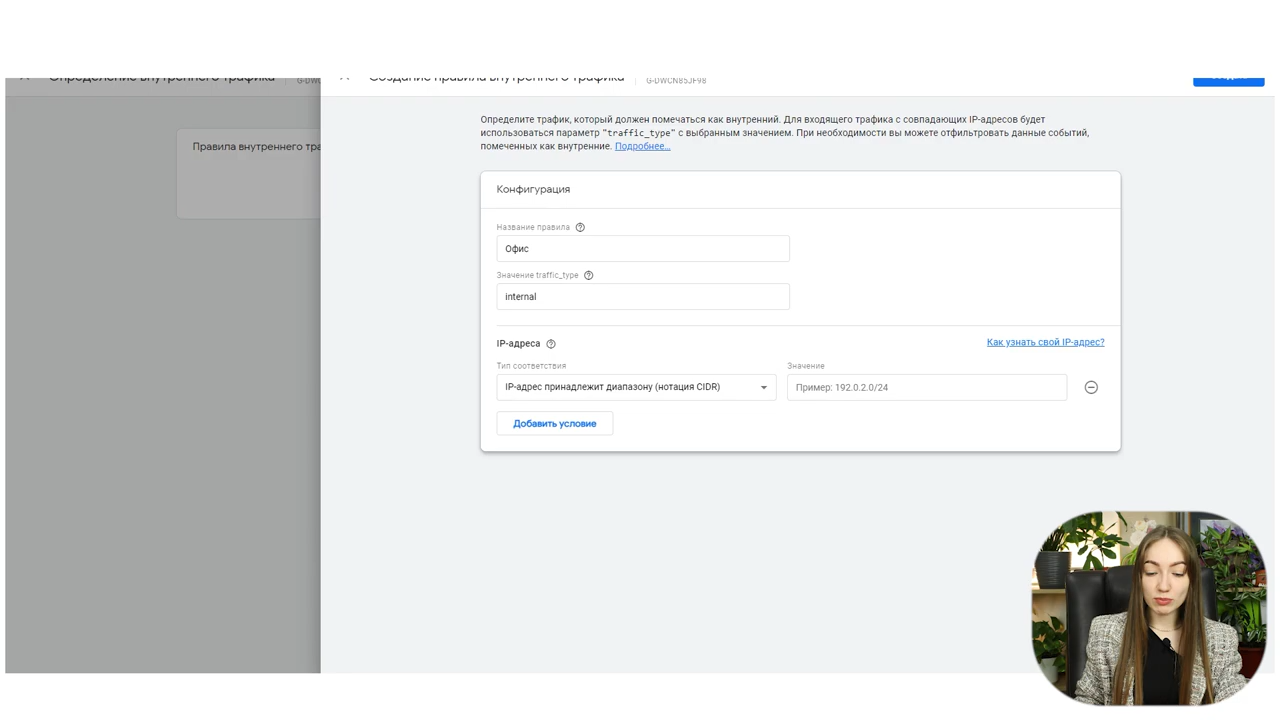 Определение внутреннего трафика
G-DWC
Создание правила внутреннего трафика
G-DWCN85JF98
Определите трафик, который должен помечаться как внутренний. Для входящего трафика с совпадающих IP-адресов будет
использоваться параметр "traffic_type" с выбранным значением. При необходимости вы можете отфильтровать данные событий,
помеченных как внутренние. Подробнее...
Правила внутреннего тра
Конфигурация
Название правила
Офис
Значение traffic_type
internal
IP-адреса
Как узнать свой IP-адрес?
Тип соответствия
Значение
IP-адрес принадлежит диапазону (нотация CIDR)
Пример: 192.0.2.0/24
Добавить условие